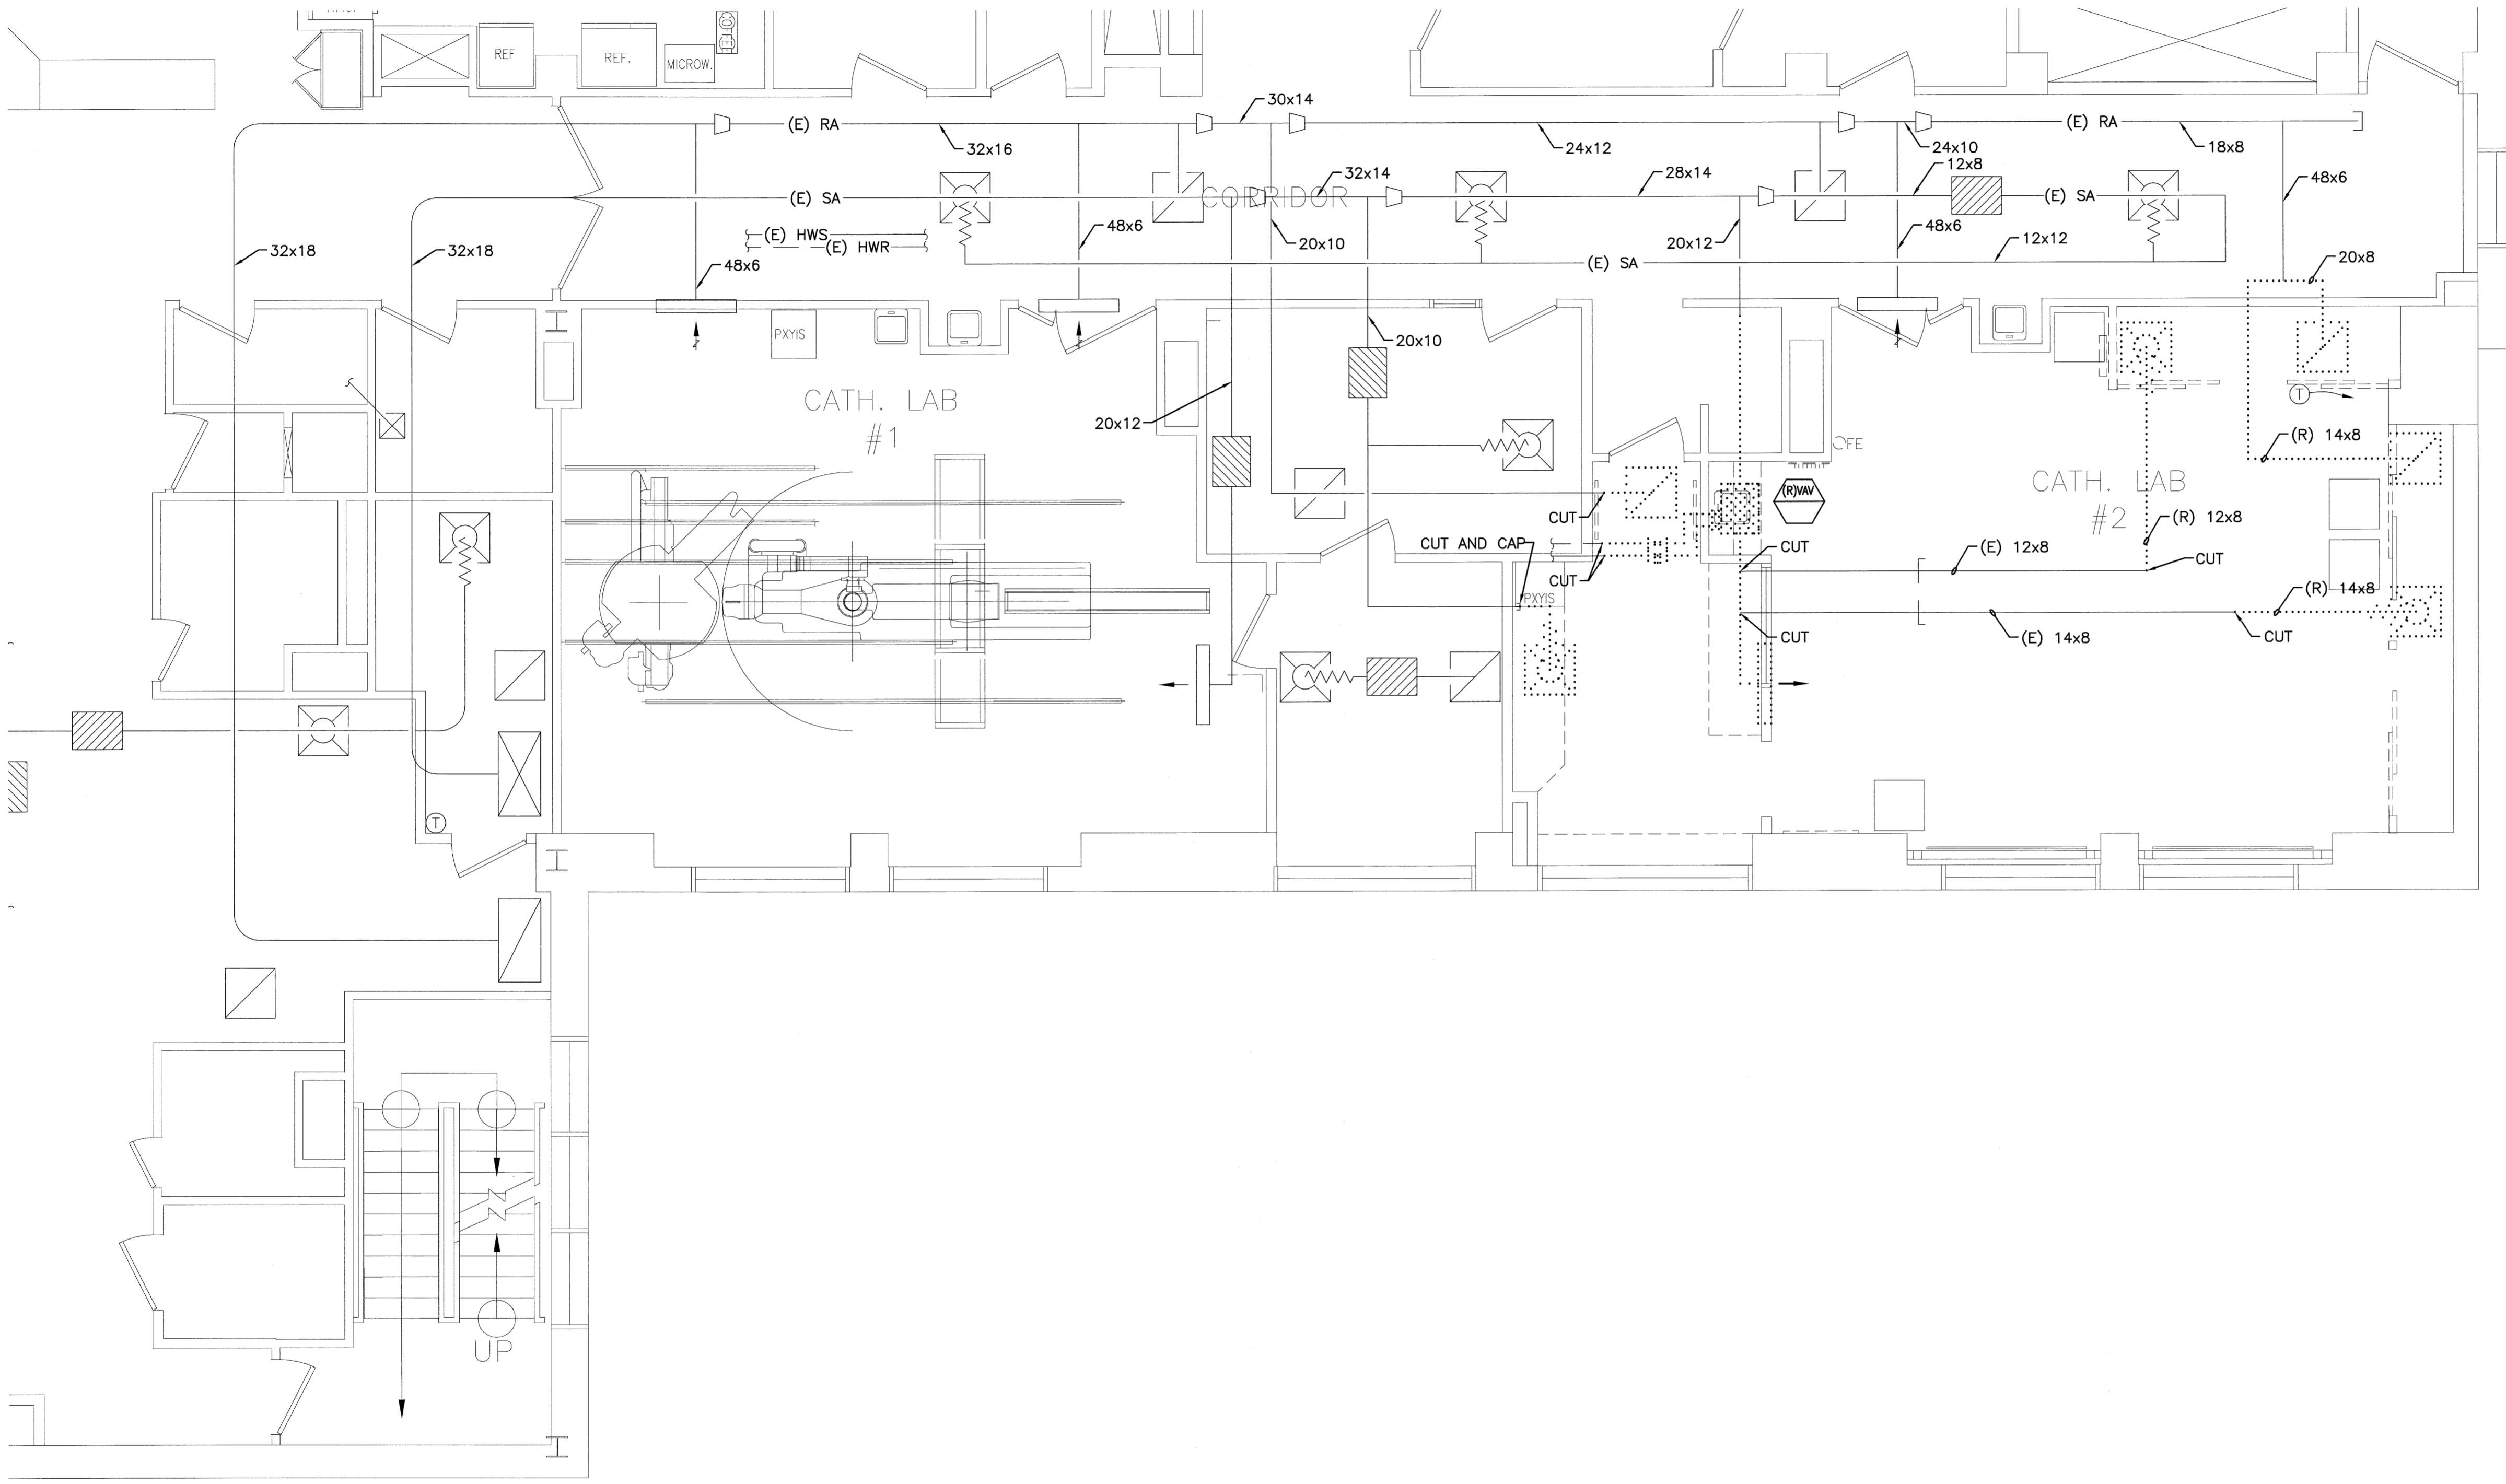 COFFEE
REF
REF.
MICROW.
30x14
(E) RA
(E) RA
32x16
24x12
24x10
18x8
12x8
32x14
28x14
48x6
(E) SA
CORRIDOR
(E) SA
(E) HWS
48x6
(E) HWR
20x10
20x12
48x6
12x12
32x18
32x18
48x6
(E) SA
20x8
PXYIS
20x10
CATH. LAB
#1
T
20x12
(R) 14x8
CATH. LAB
#2
(R)VAV
CUT
(R) 12x8
CUT AND CAP
CUT
(E) 12x8
CUT
CUT
(R) 14x8
PXYIS
CUT
(E) 14x8
CUT
T
UP